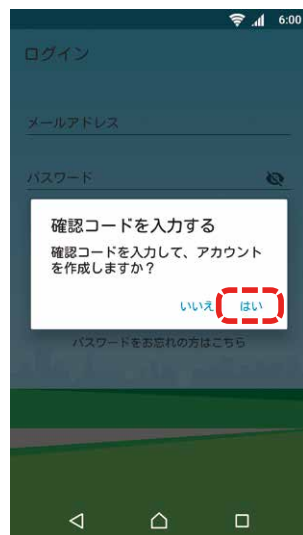 6:00
ログイン
メールアドレス
パスワード
確認コードを入力する
確認コードを入力して、アカウント
を作成しますか？
いいえ はい
パスワードをお忘れの方はこちら